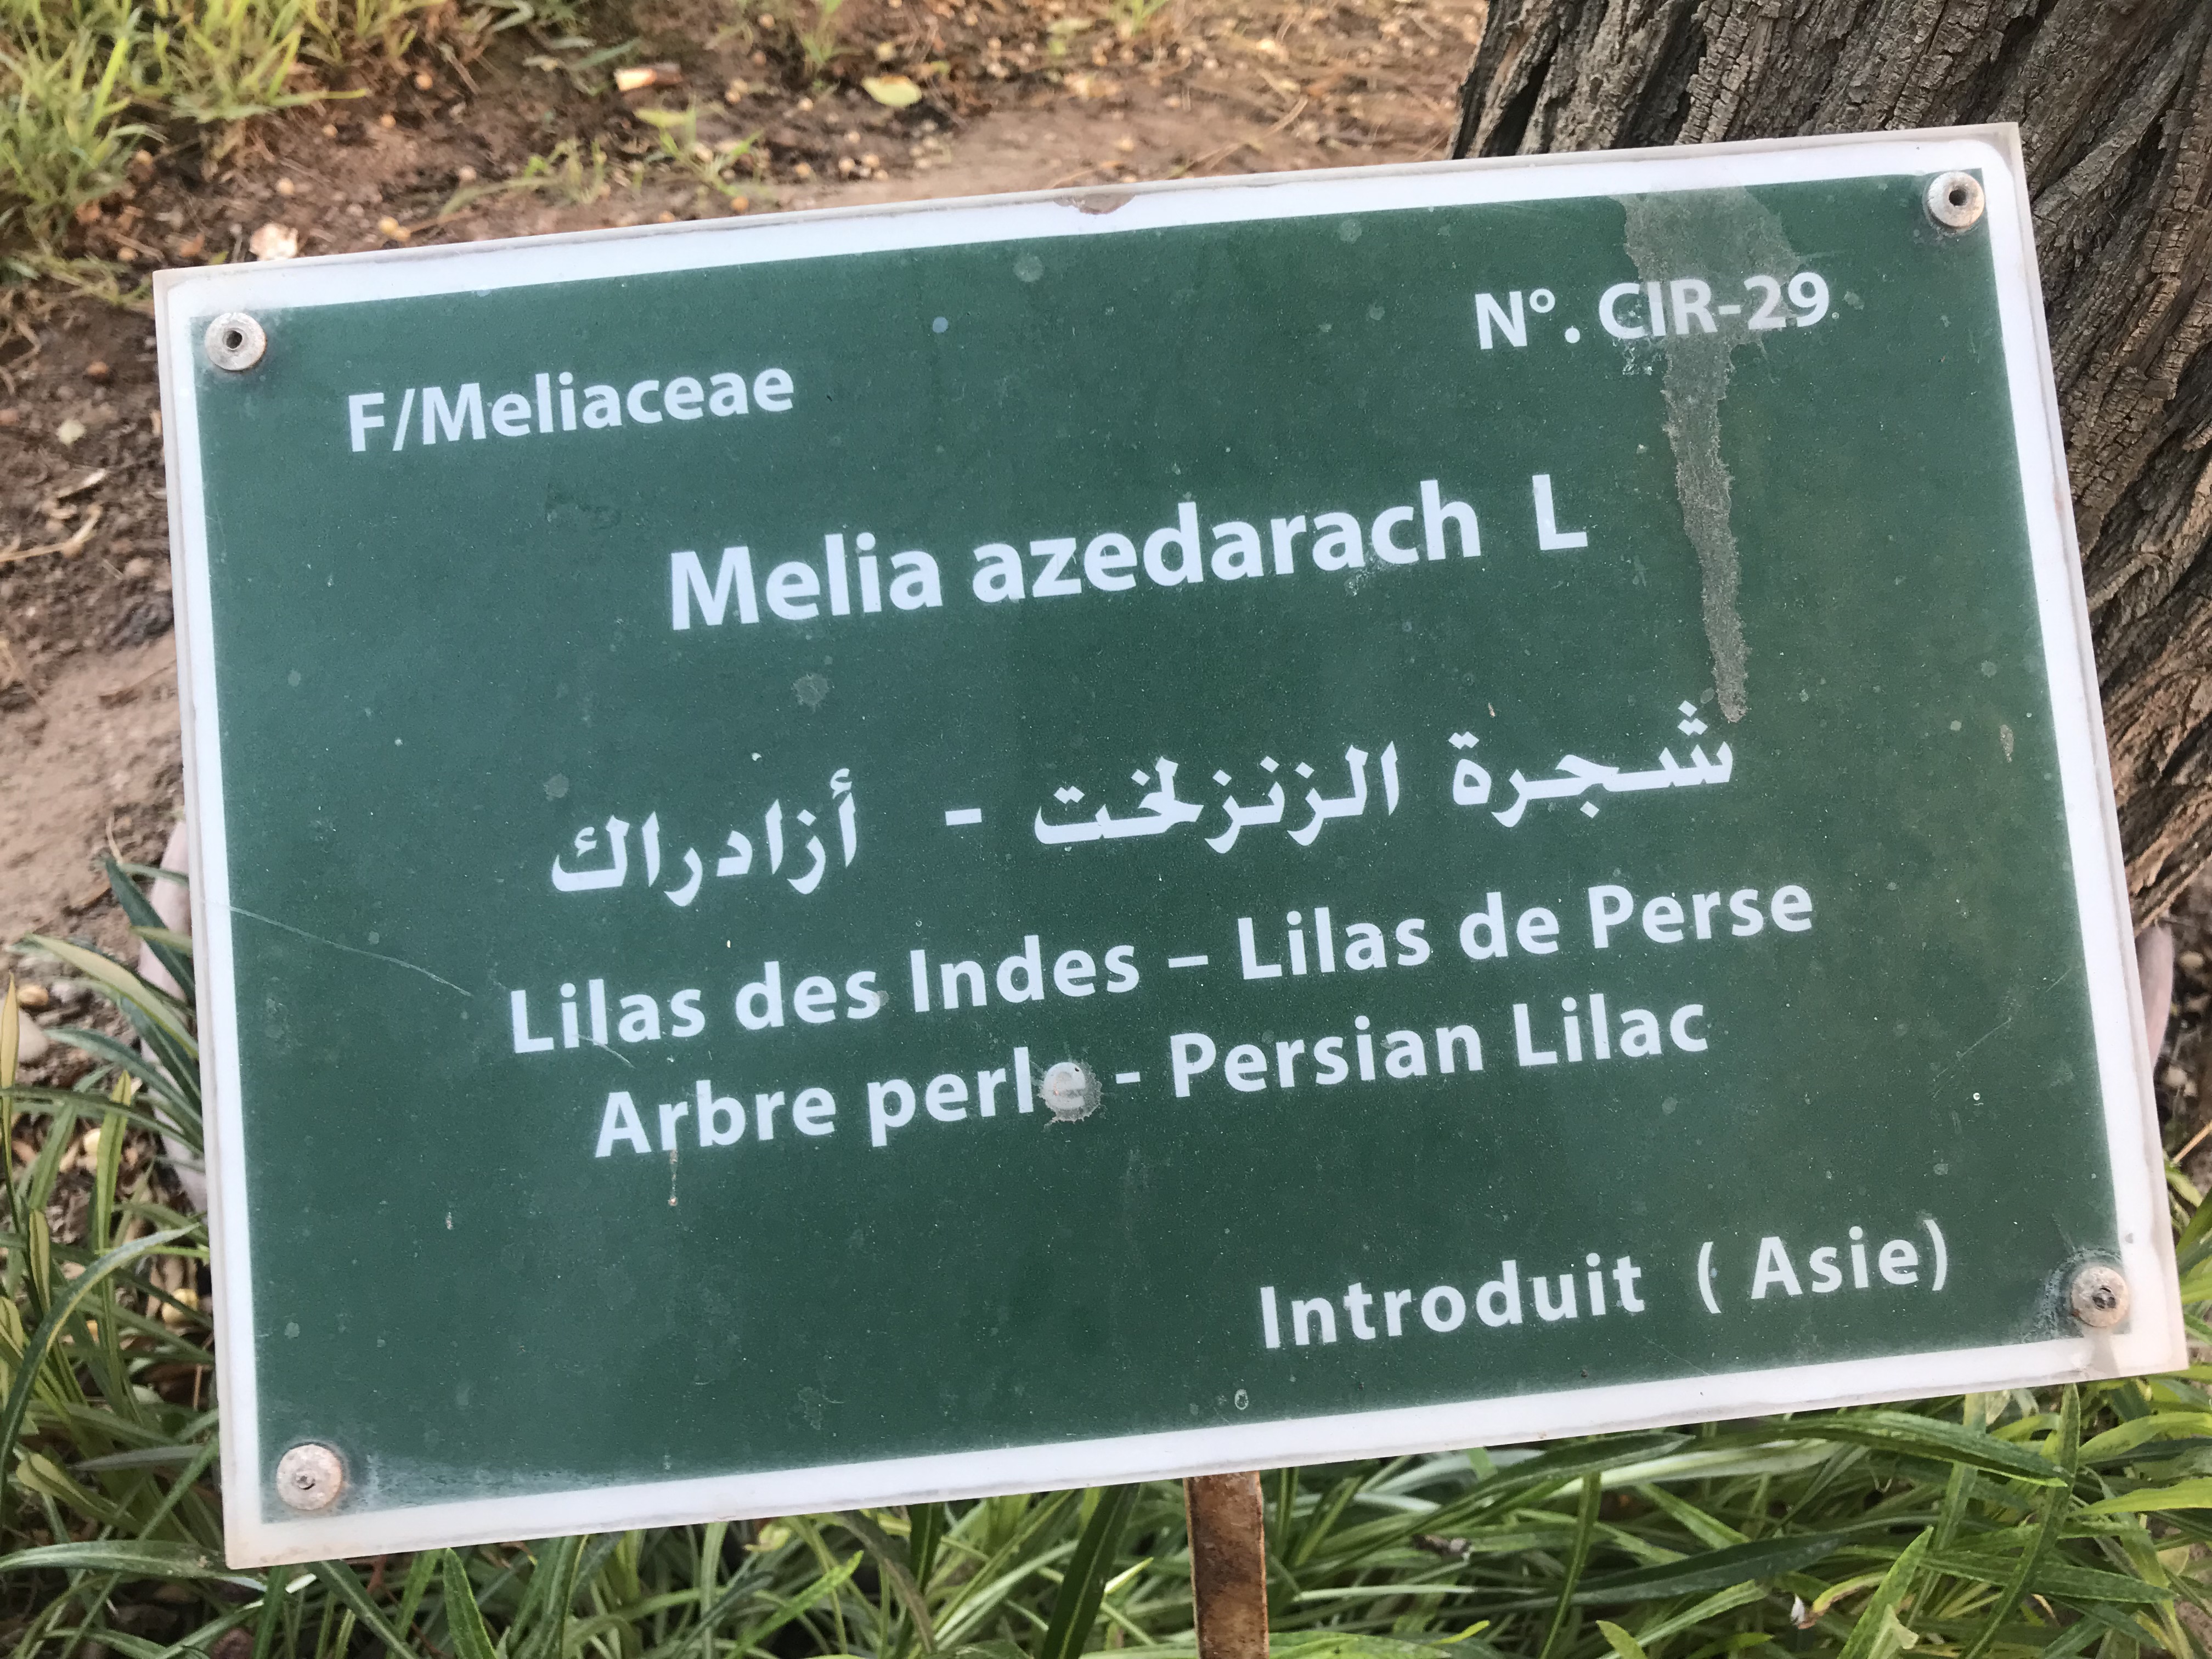 N°. CIR-29
F/Meliaceae
Melia azedarach L
شجرة الزنزلخت - أزادراك
Lilas des Indes – Lilas de Perse
Arbre perle - Persian Lilac
Introduit ( Asie)